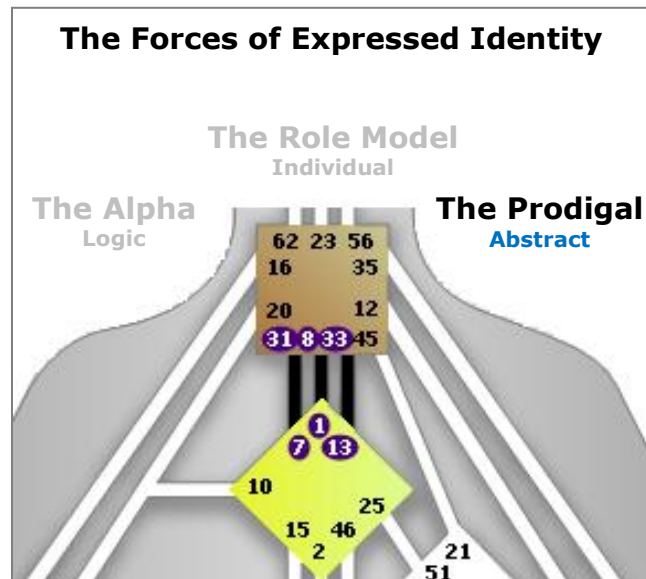 The Forces of Expressed Identity
The Role Model
Individual
The Alpha
Logic
The Prodigal
Abstract
62 23 56
16 35
20 12
31 8 33 45
1
7 13
10
25
15 46
2
21
51